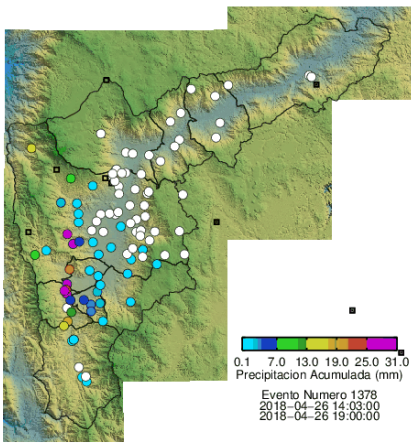 0.1 7.0 13.0 19.0 25.0 31.0
Precipitacion Acumulada (mm)
Evento Numero 1378
2018-04-26 14:03:00
2018-04-26 19:00:00